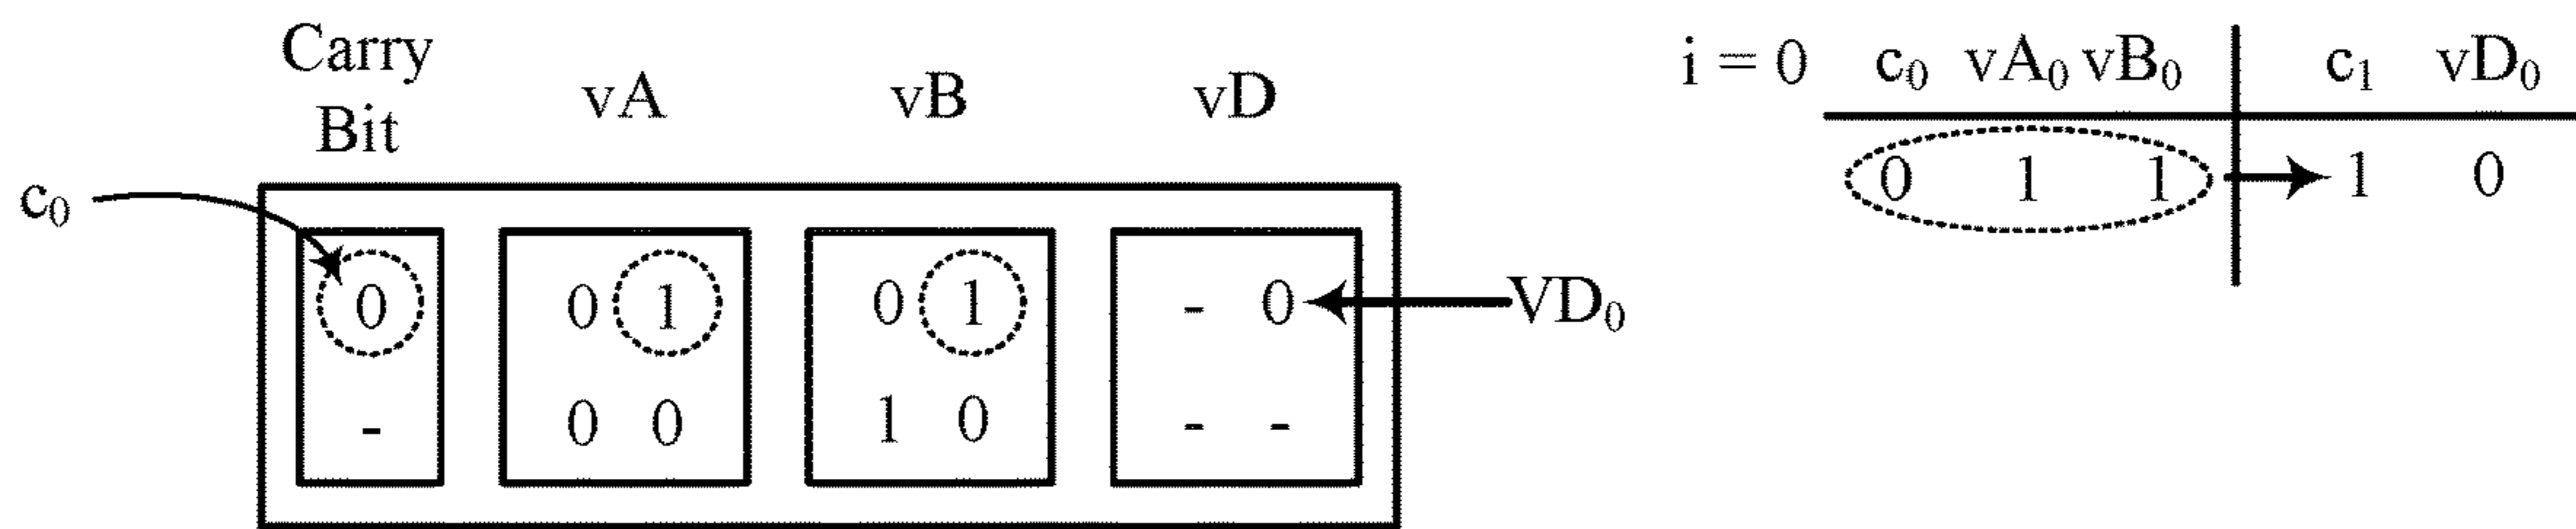 Carry
Bit
vA
vB
vD
c₀
0
0 1
0 1
- 0
VD₀
-
0 0
1 0
- -
i = 0 c₀ vA₀ vB₀ c₁ vD₀
0 1 1 1 0